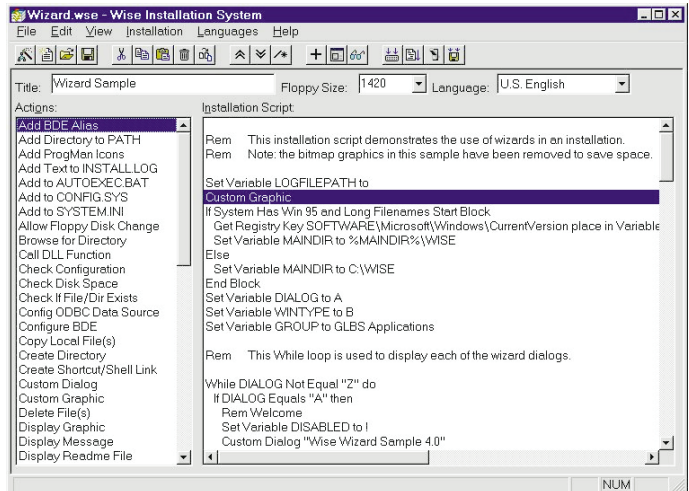 Wizard.wse - Wise Installation System
File Edit View Installation Languages Help
Title: Wizard Sample Floppy Size: 1420 Language: U.S. English
Actions: Installation Script:
Add BDE Alias
Add Directory to PATH
Add ProgMan Icons
Add Text to INSTALL.LOG
Add to AUTOEXEC.BAT
Add to CONFIG.SYS
Add to SYSTEM.INI
Allow Floppy Disk Change
Browse for Directory
Call DLL Function
Check Configuration
Check Disk Space
Check If File/Dir Exists
Config ODBC Data Source
Configure BDE
Copy Local File(s)
Create Directory
Create Shortcut/Shell Link
Custom Dialog
Custom Graphic
Delete File(s)
Display Graphic
Display Message
Display Readme File
Rem This installation script demonstrates the use of wizards in an installation.
Rem Note: the bitmap graphics in this sample have been removed to save space.
Set Variable LOGFILEPATH to
Custom Graphic
If System Has Win 95 and Long Filenames Start Block
Get Registry Key SOFTWARE\Microsoft\Windows\CurrentVersion place in Variable
Set Variable MAINDIR to %MAINDIR%\WISE
Else
Set Variable MAINDIR to C:\WISE
End Block
Set Variable DIALOG to A
Set Variable WINTYPE to B
Set Variable GROUP to GLBS Applications
Rem This While loop is used to display each of the wizard dialogs.
While DIALOG Not Equal "Z" do
If DIALOG Equals "A" then
Rem Welcome
Set Variable DISABLED to !
Custom Dialog "Wise Wizard Sample 4.0"
NUM